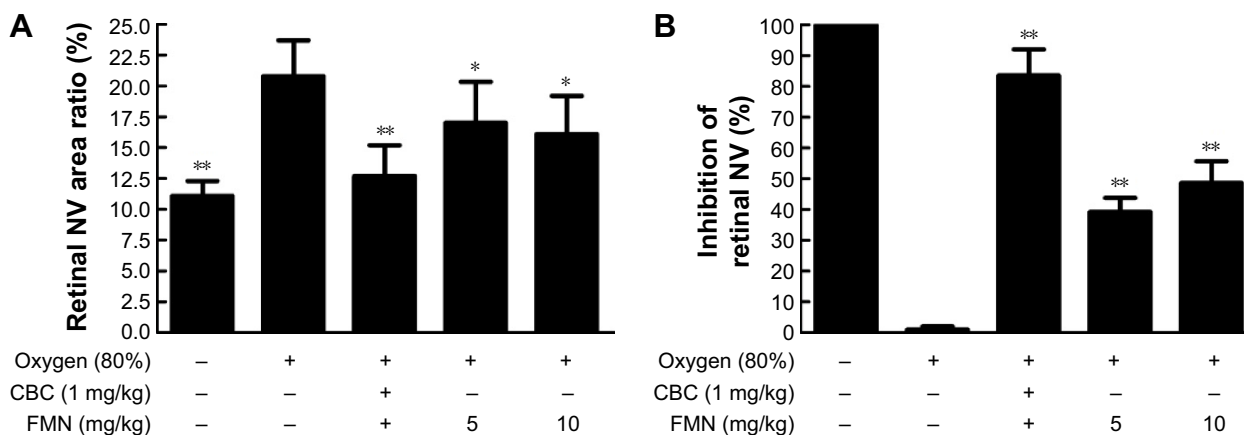 A
Retinal NV area ratio (%)
25.0
22.5
20.0
17.5
15.0
12.5
10.0
7.5
5.0
2.5
0.0
**
**
*
*
Oxygen (80%) – + + + +
CBC (1 mg/kg) – – + – –
FMN (mg/kg) – – + 5 10
B
Inhibition of
retinal NV (%)
100
90
80
70
60
50
40
30
20
10
0
**
**
**
Oxygen (80%) – + + + +
CBC (1 mg/kg) – – + – –
FMN (mg/kg) – – + 5 10